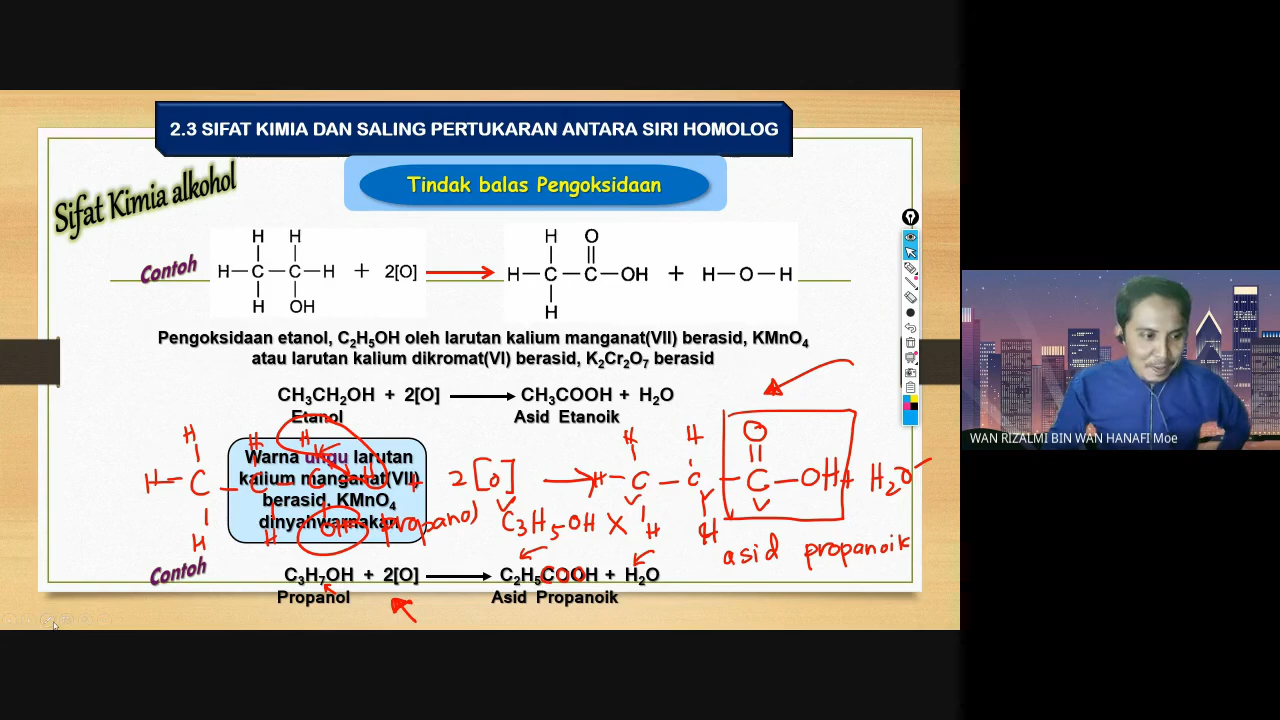 2.3 SIFAT KIMIA DAN SALING PERTUKARAN ANTARA SIRI HOMOLOG
Tindak balas Pengoksidaan
Sifat Kimia alkohol
H H
H O
Contoh
H—C—C—H + 2[O] → H—C—C—OH + H—O—H
H OH
H
Pengoksidaan etanol, C₂H₅OH oleh larutan kalium manganat(VII) berasid, KMnO₄
atau larutan kalium dikromat(VI) berasid, K₂Cr₂O₇ berasid
CH₃CH₂OH + 2[O] → CH₃COOH + H₂O
Etanol Asid Etanoik
Warna ungu larutan
kalium manganat(VII)
berasid, KMnO₄
dinyahwarnakan
H H H
H H O
H—C—C—C—H + 2[O] → H—C—C—C—OH + H₂O
H H OH
H H
propanol
C₃H₅OH X
asid propanoik
Contoh
C₃H₇OH + 2[O] → C₂H₅COOH + H₂O
Propanol Asid Propanoik
WAN RIZALMI BIN WAN HANAFI Moe